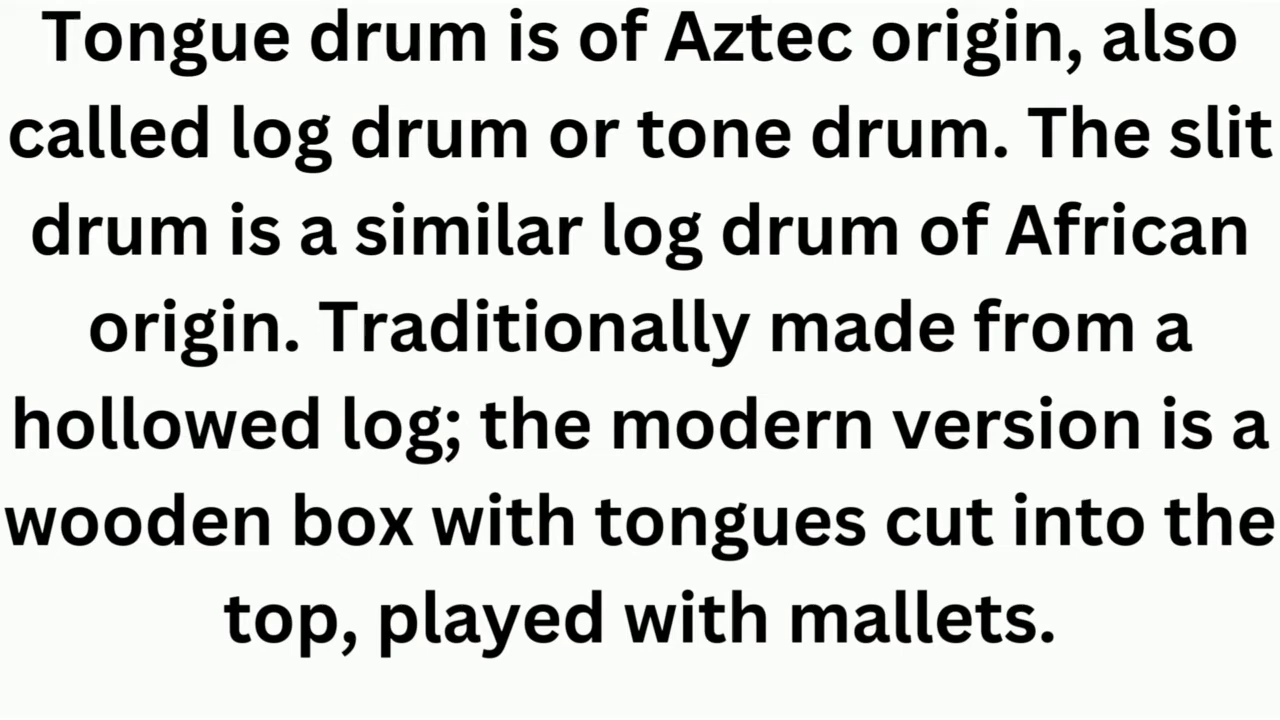 Tongue drum is of Aztec origin, also
called log drum or tone drum. The slit
drum is a similar log drum of African
origin. Traditionally made from a
hollowed log; the modern version is a
wooden box with tongues cut into the
top, played with mallets.